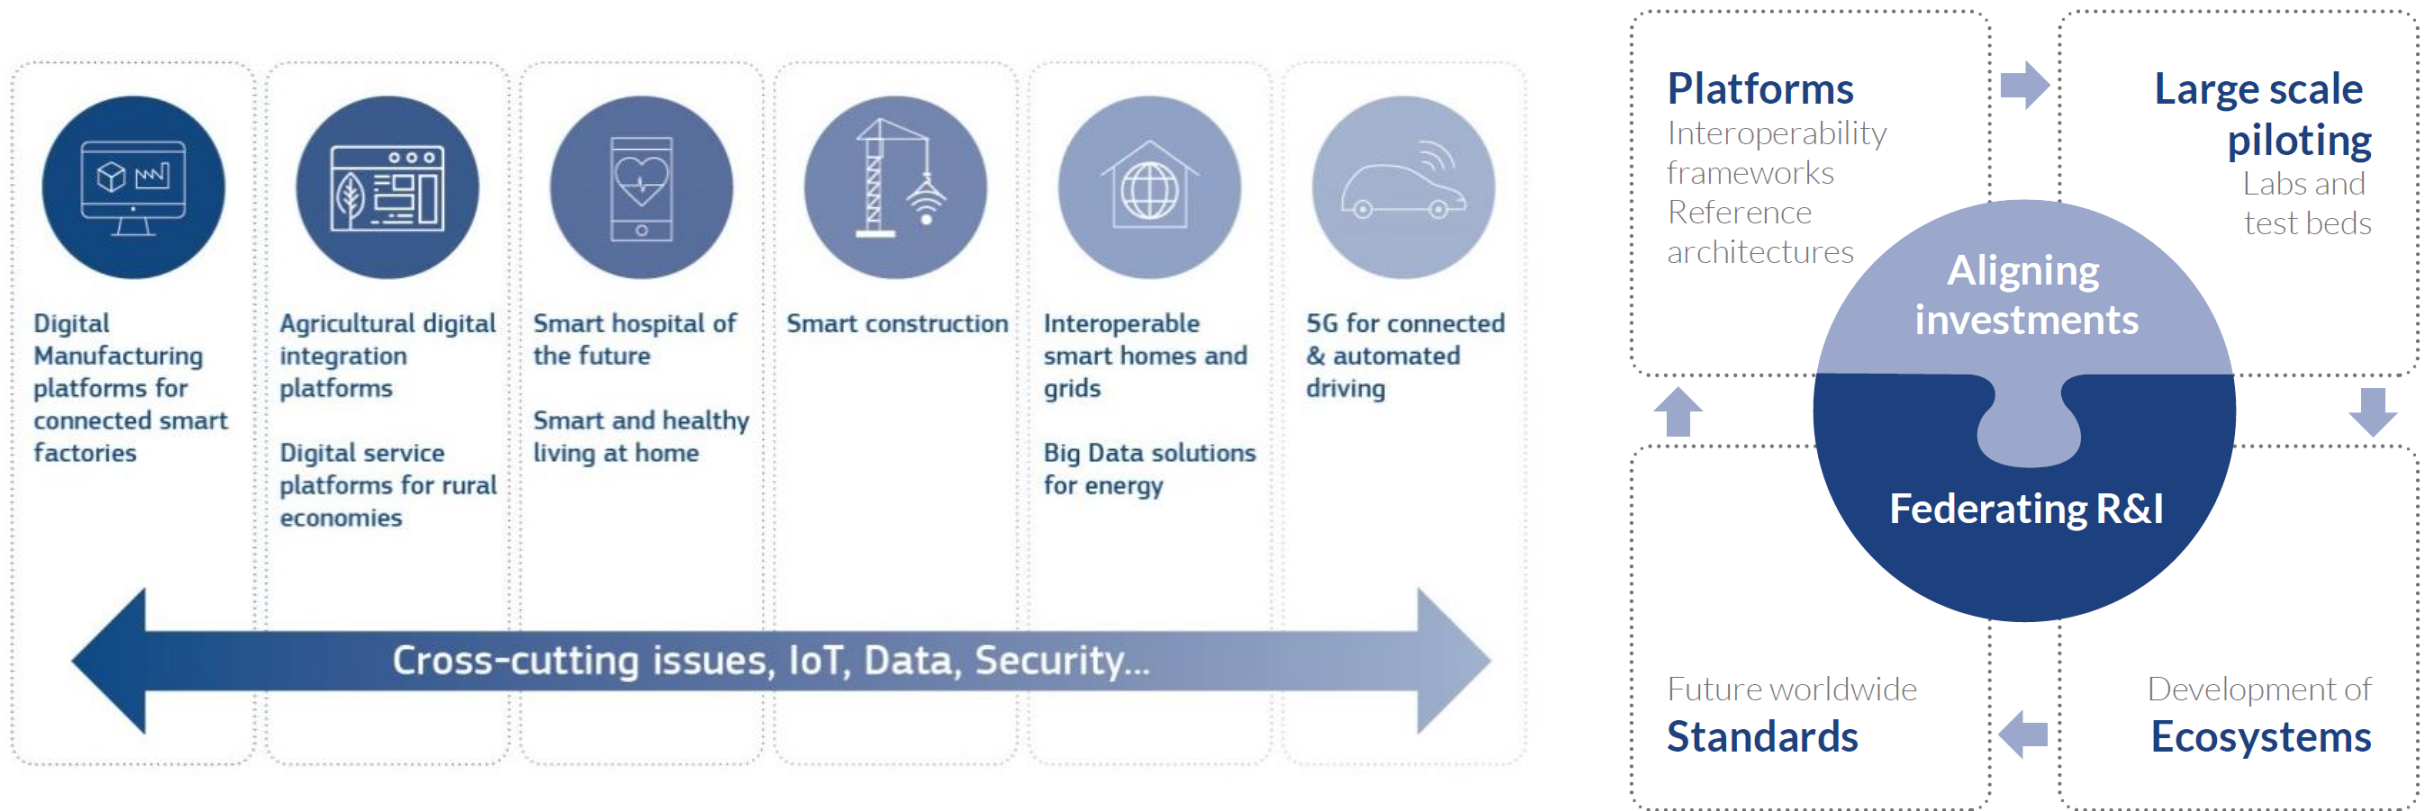 Digital
Manufacturing
platforms for
connected smart
factories
Agricultural digital
integration
platforms
Digital service
platforms for rural
economies
Smart hospital of
the future
Smart and healthy
living at home
Smart construction
Interoperable
smart homes and
grids
Big Data solutions
for energy
5G for connected
& automated
driving
Cross-cutting issues, IoT, Data, Security...
Platforms
Interoperability
frameworks
Reference
architectures
Large scale
piloting
Labs and
test beds
Aligning
investments
Federating R&I
Future worldwide
Standards
Development of
Ecosystems